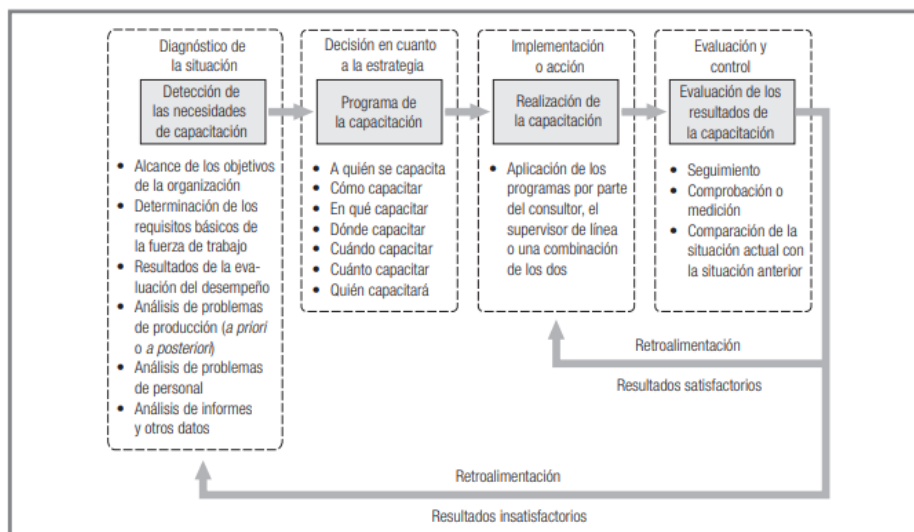 Diagnóstico de
la situación
Detección de
las necesidades
de capacitación
• Alcance de los objetivos
de la organización
• Determinación de los
requisitos básicos de
la fuerza de trabajo
• Resultados de la eva-
luación del desempeño
• Análisis de problemas
de producción (a priori
o a posteriori)
• Análisis de problemas
de personal
• Análisis de informes
y otros datos
Decisión en cuanto
a la estrategia
Programa de
la capacitación
• A quién se capacita
• Cómo capacitar
• En qué capacitar
• Dónde capacitar
• Cuándo capacitar
• Cuánto capacitar
• Quién capacitará
Implementación
o acción
Realización de
la capacitación
• Aplicación de los
programas por parte
del consultor, el
supervisor de línea
o una combinación
de los dos
Evaluación y
control
Evaluación de los
resultados de
la capacitación
• Seguimiento
• Comprobación o
medición
• Comparación de la
situación actual con
la situación anterior
Retroalimentación
Resultados satisfactorios
Retroalimentación
Resultados insatisfactorios